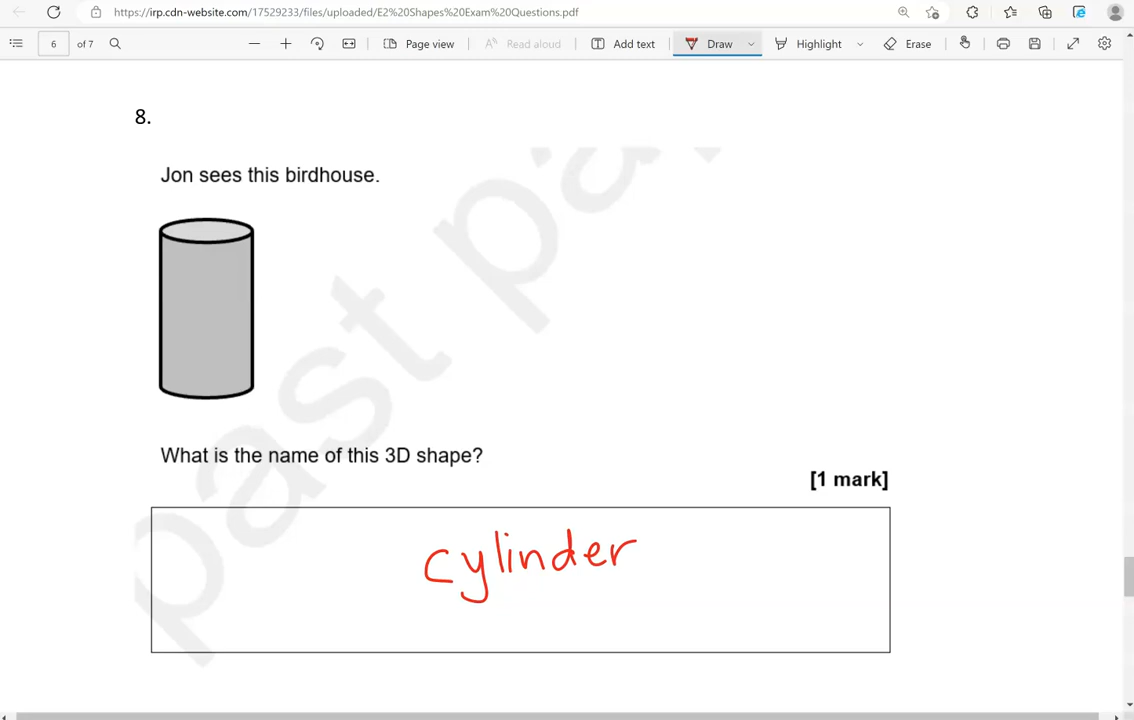 https://irp.cdn-website.com/17529233/files/uploaded/E2%20Shapes%20Exam%20Questions.pdf
6 of 7 Page view Read aloud Add text Draw Highlight Erase
8.
Jon sees this birdhouse.
What is the name of this 3D shape?
[1 mark]
cylinder
past pa